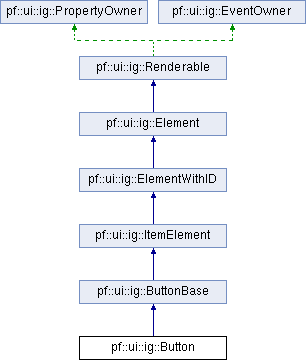 pf::ui::ig::PropertyOwner
pf::ui::ig::EventOwner
pf::ui::ig::Renderable
pf::ui::ig::Element
pf::ui::ig::ElementWithID
pf::ui::ig::ItemElement
pf::ui::ig::ButtonBase
pf::ui::ig::Button